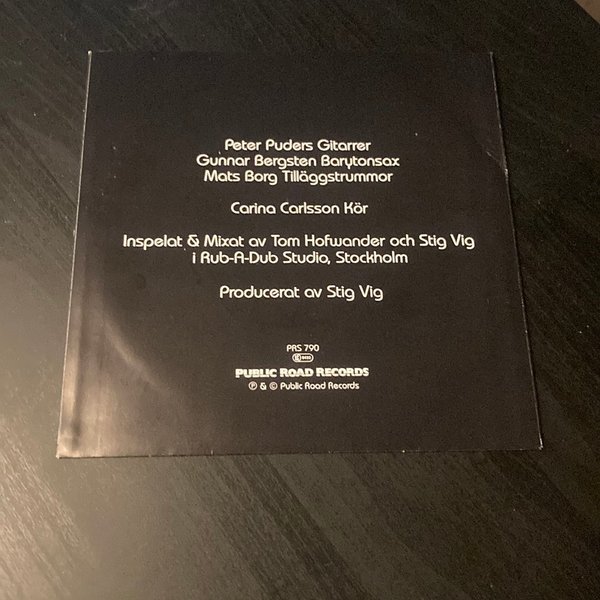 Peter Puders Gitarrer
Gunnar Bergsten Barytonsax
Mats Borg Tilläggstrummor
Carina Carlsson Kör
Inspelat & Mixat av Tom Hofwander och Stig Vig
i Rub-A-Dub Studio, Stockholm
Producerat av Stig Vig
PRS 790
PUBLIC ROAD RECORDS
Ⓟ & © Public Road Records